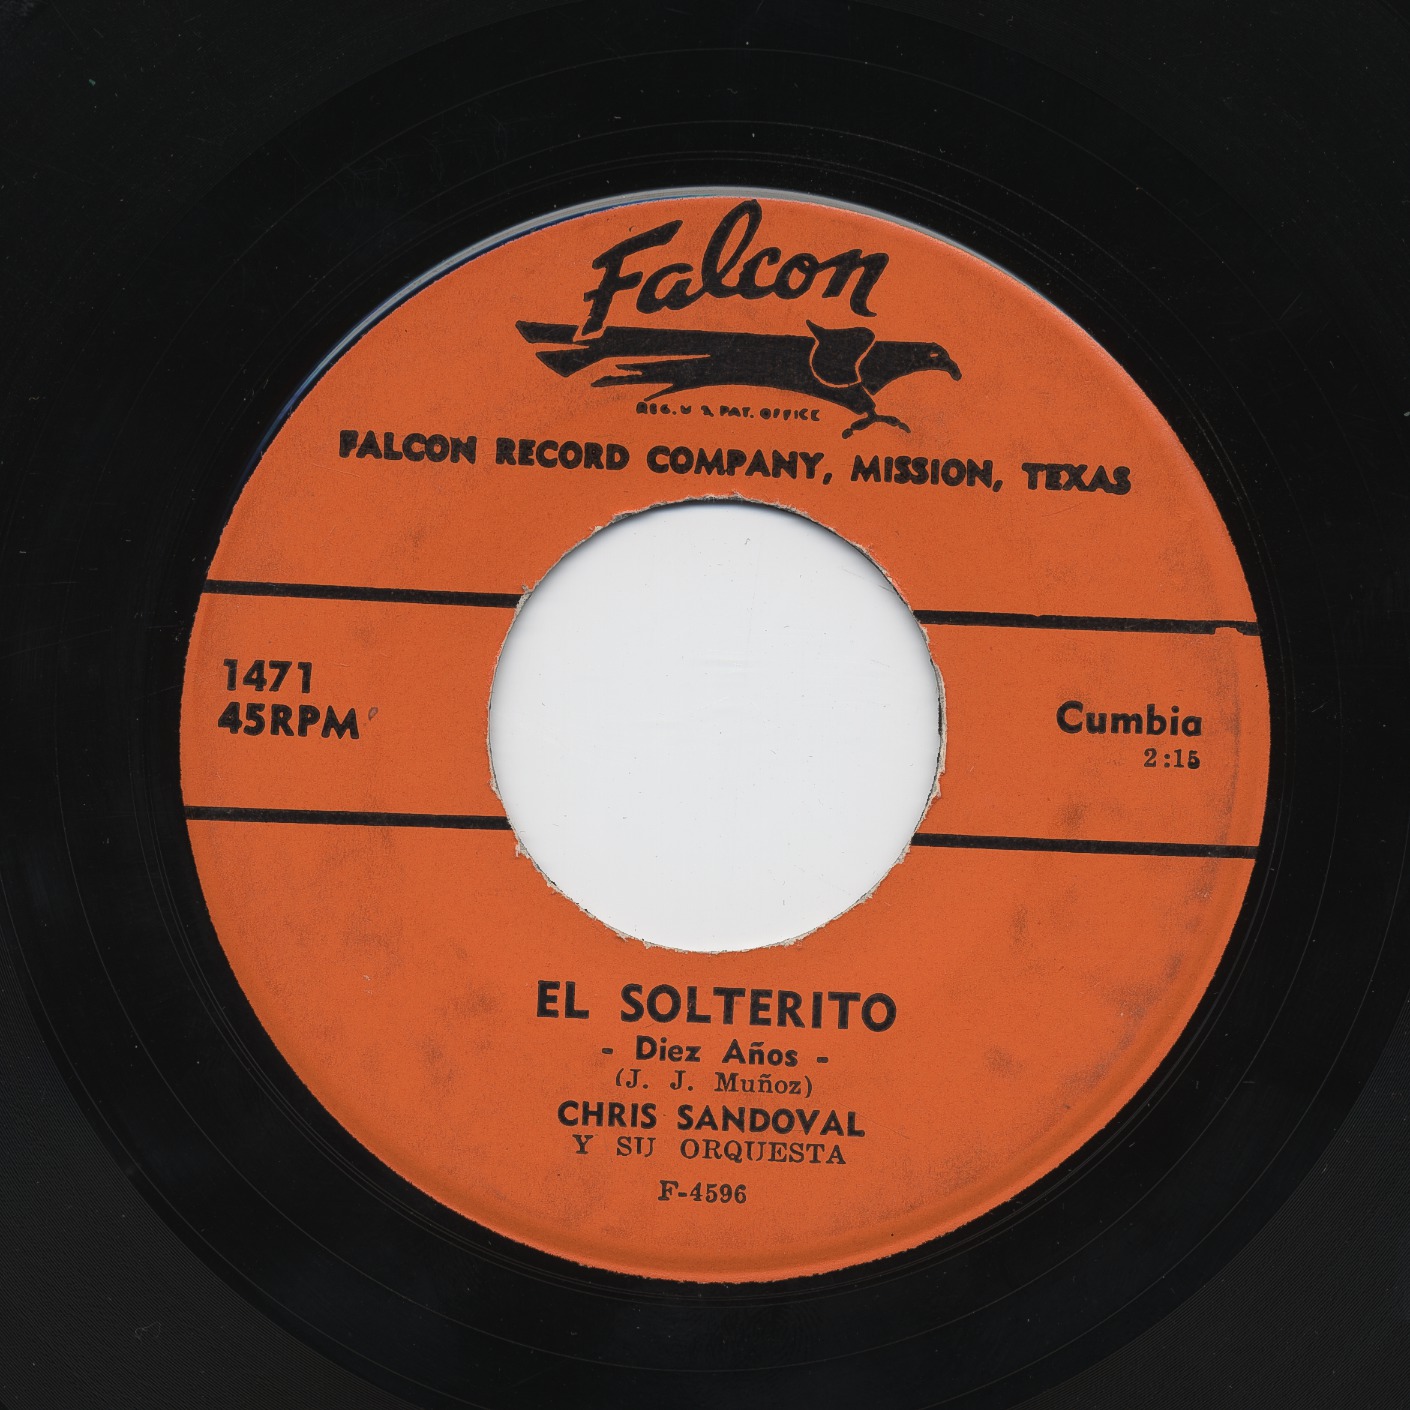 Falcon
REG. U S. PAT. OFFICE
FALCON RECORD COMPANY, MISSION, TEXAS
1471
45RPM
Cumbia
2:15
EL SOLTERITO
- Diez Años -
(J. J. Muñoz)
CHRIS SANDOVAL
Y SU ORQUESTA
F-4596